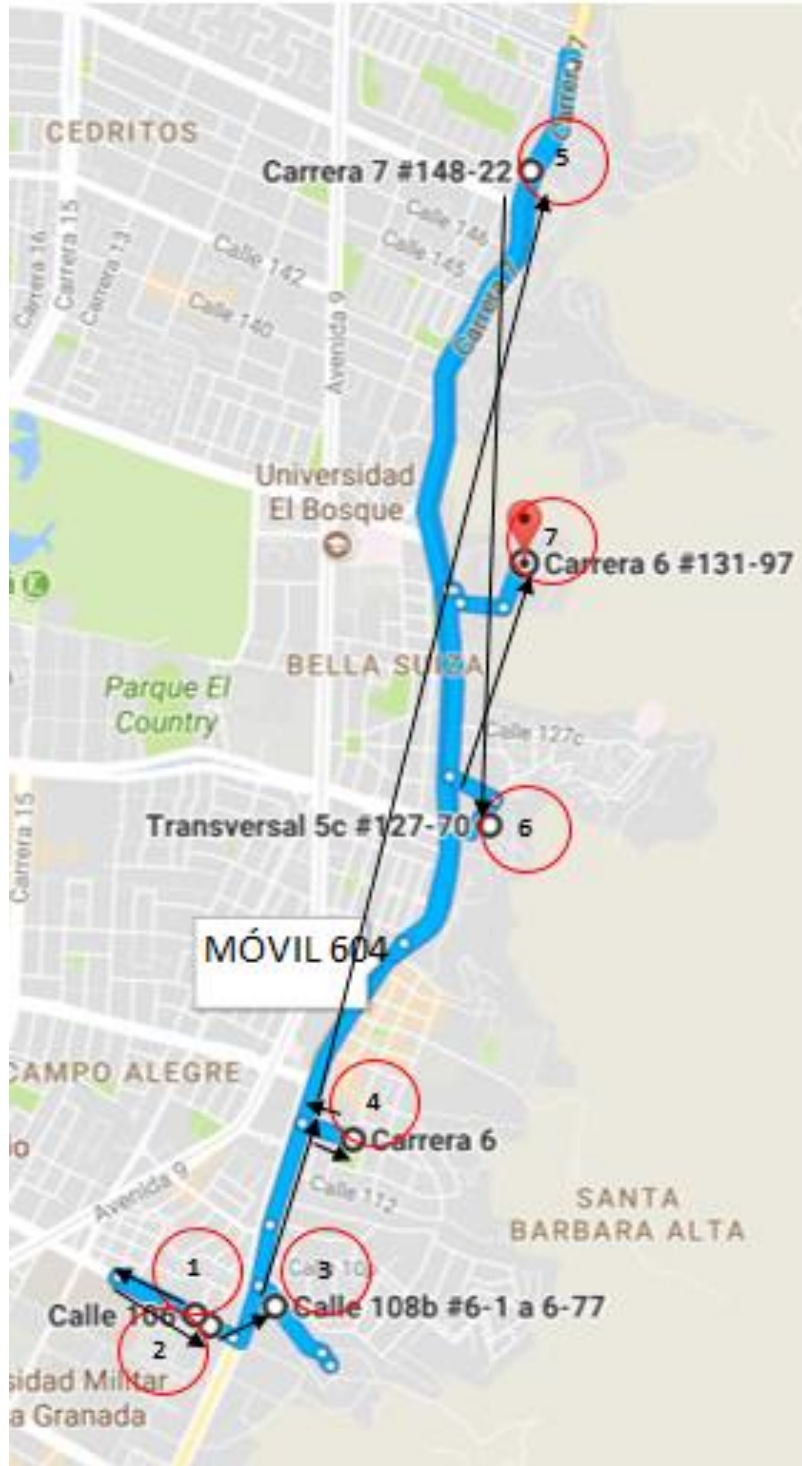 Carrera 7
CEDRITOS
5
Carrera 7 #148-22
Calle 146
Calle 145
Carrera 16
Carrera 15
Carrera 13
Calle 142
Calle 140
Carrera 7
Avenida 9
Universidad
El Bosque
7
Carrera 6 #131-97
BELLA SUIZA
Parque El
Country
Calle 127c
Carrera 15
Transversal 5c #127-70
6
MÓVIL 604
CAMPO ALEGRE
4
Carrera 6
Calle 112
Avenida 9
SANTA
BARBARA ALTA
1
3
Calle 106
Calle 108b #6-1 a 6-77
2
sidad Militar
a Granada